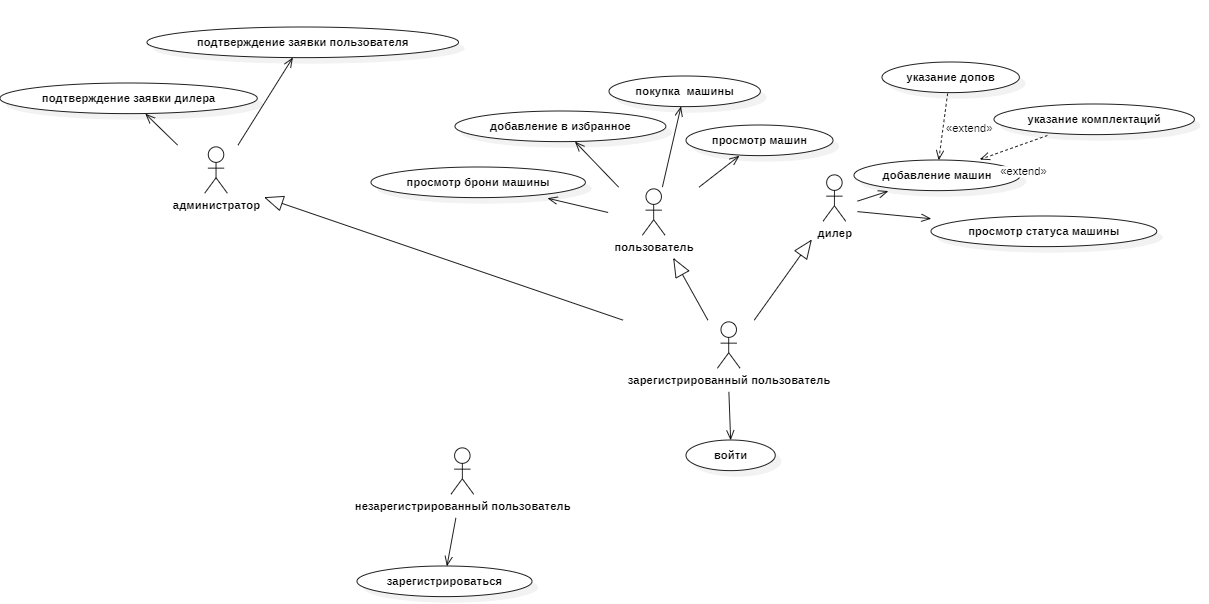 подтверждение заявки пользователя
подтверждение заявки дилера
администратор
покупка машины
добавление в избранное
просмотр машин
просмотр брони машины
пользователь
указание допов
указание комплектаций
«extend»
«extend»
добавление машин
дилер
просмотр статуса машины
зарегистрированный пользователь
войти
незарегистрированный пользователь
зарегистрироваться